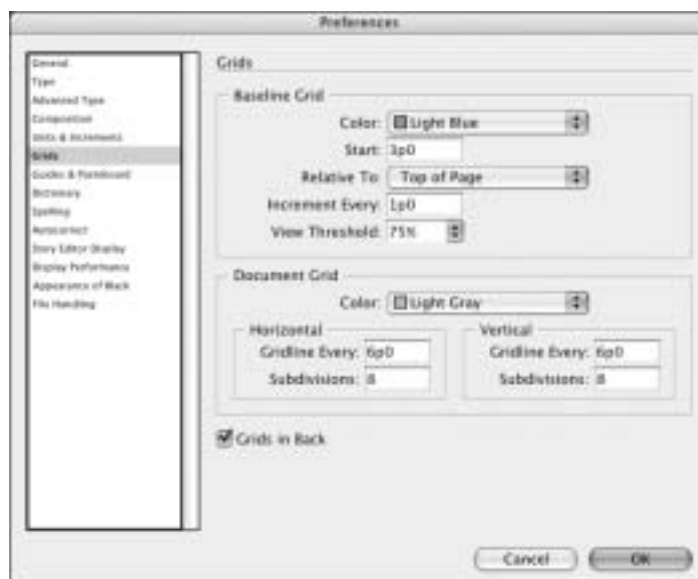 Preferences
General
Type
Advanced Type
Composition
Units & Increments
Grids
Guides & Pasteboard
Dictionary
Spelling
Autocorrect
Story Editor Display
Display Performance
Appearance of Black
File Handling
Grids
Baseline Grid
Color: Light Blue
Start: 3p0
Relative To: Top of Page
Increment Every: 1p0
View Threshold: 75%
Document Grid
Color: Light Gray
Horizontal
Gridline Every: 6p0
Subdivisions: 8
Vertical
Gridline Every: 6p0
Subdivisions: 8
Grids in Back
Cancel
OK